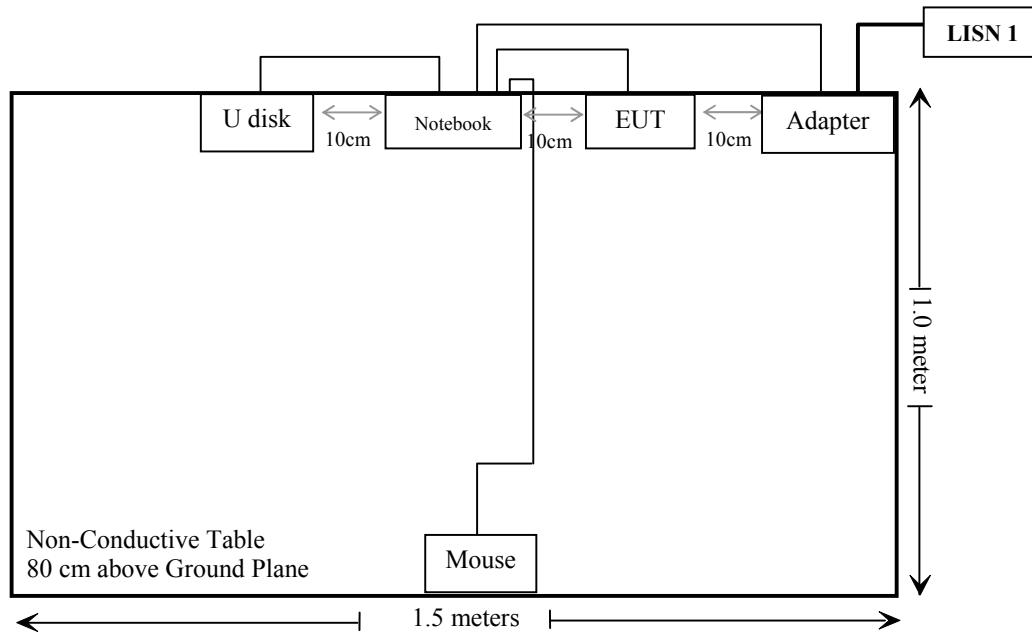 LISN 1
U disk
Notebook
EUT
Adapter
10cm
10cm
10cm
1.0 meter
Non-Conductive Table
80 cm above Ground Plane
Mouse
1.5 meters